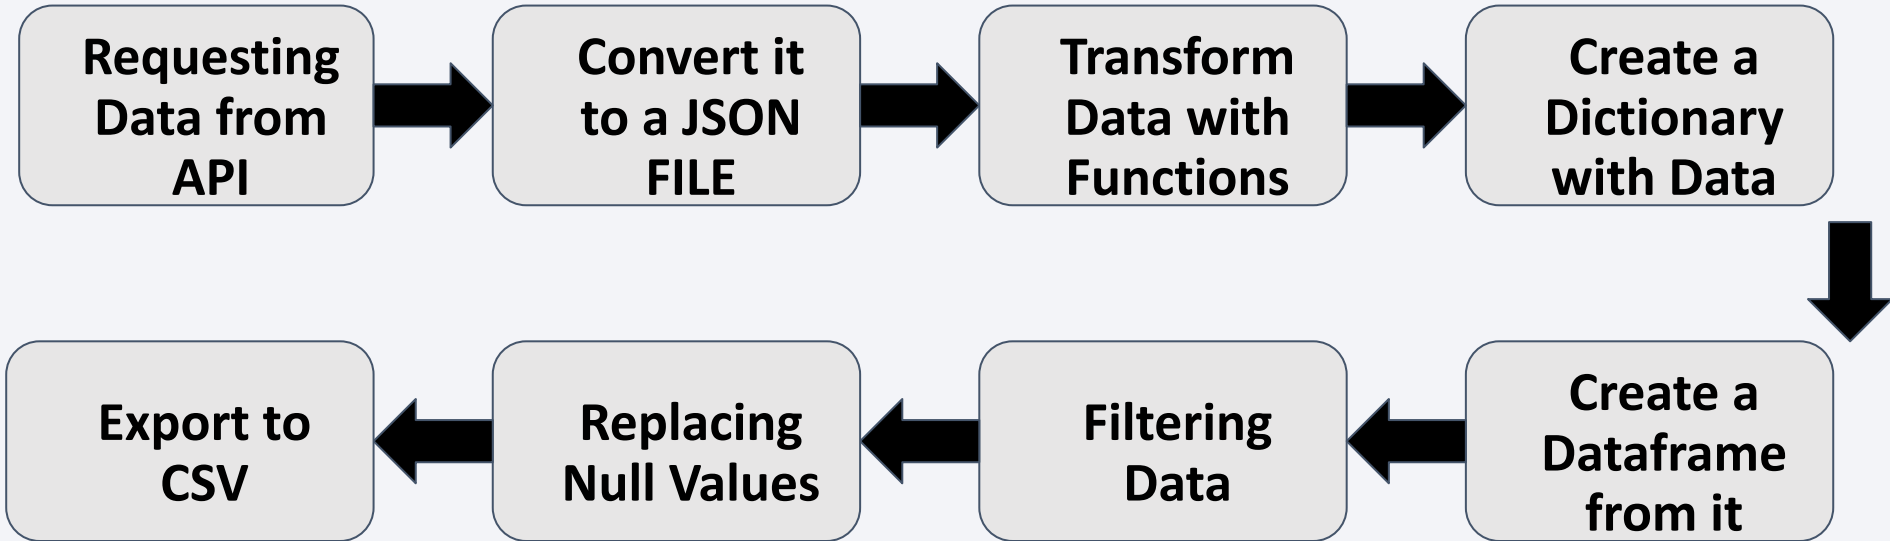 Requesting
Data from
API
Convert it
to a JSON
FILE
Transform
Data with
Functions
Create a
Dictionary
with Data
Create a
Dataframe
from it
Filtering
Data
Replacing
Null Values
Export to
CSV